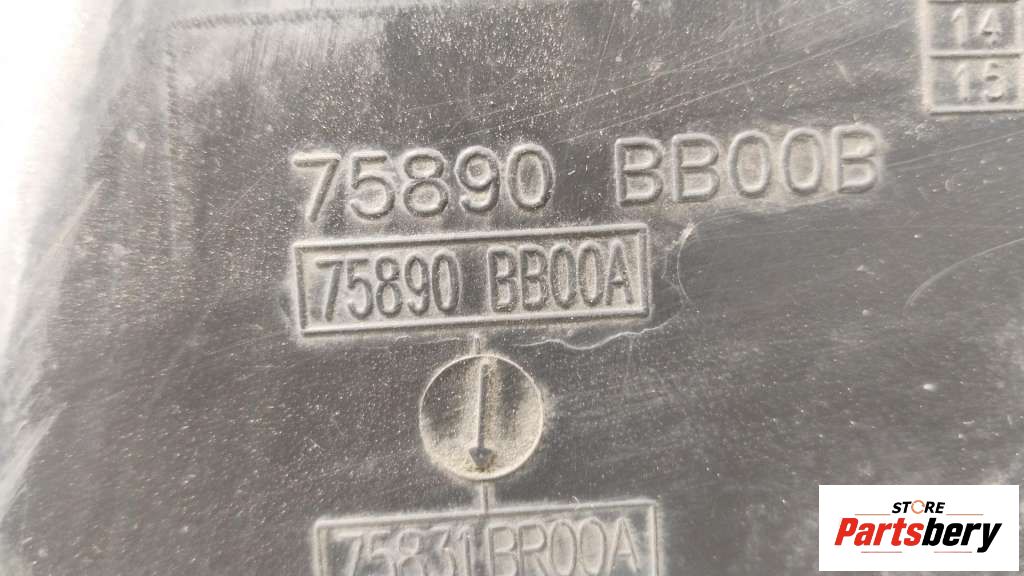 14
15
75890 BB00B
75890 BB00A
75831 BR00A
STORE
Partsbery